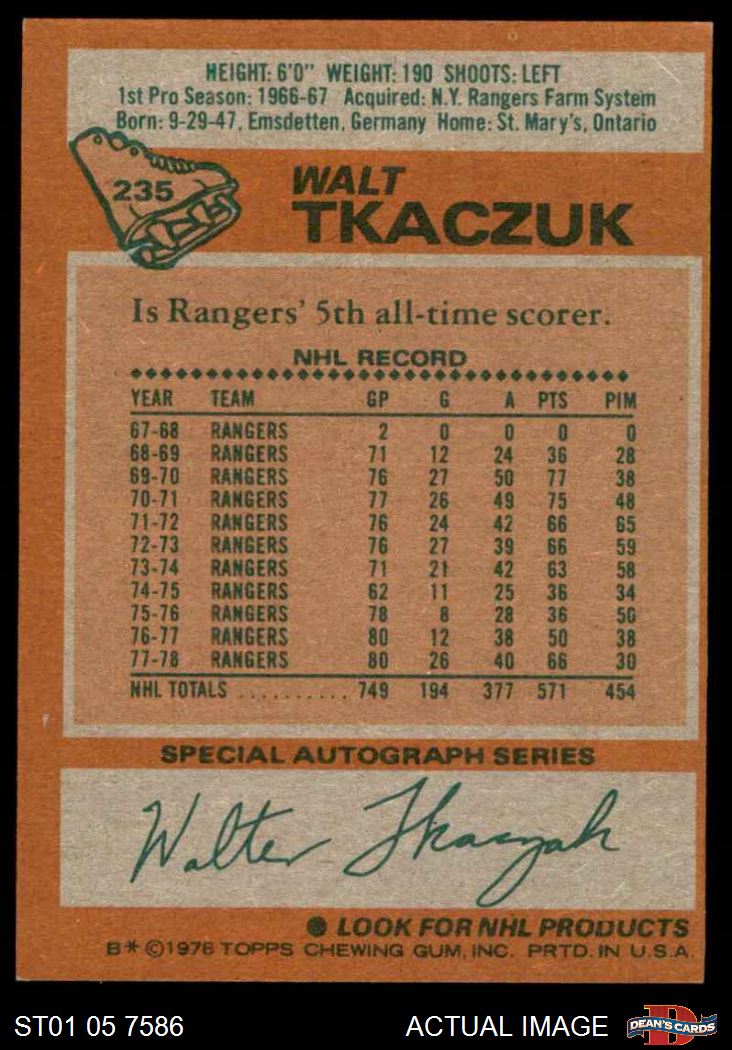 HEIGHT: 6'0" WEIGHT: 190 SHOOTS: LEFT
1st Pro Season: 1966-67 Acquired: N.Y. Rangers Farm System
Born: 9-29-47, Emsdetten, Germany Home: St. Mary's, Ontario
235
WALT
TKACZUK
Is Rangers' 5th all-time scorer.
NHL RECORD
YEAR TEAM GP G A PTS PIM
67-68 RANGERS 2 0 0 0 0
68-69 RANGERS 71 12 24 36 28
69-70 RANGERS 76 27 50 77 38
70-71 RANGERS 77 26 49 75 48
71-72 RANGERS 76 24 42 66 65
72-73 RANGERS 76 27 39 66 59
73-74 RANGERS 71 21 42 63 58
74-75 RANGERS 62 11 25 36 34
75-76 RANGERS 78 8 28 36 56
76-77 RANGERS 80 12 38 50 38
77-78 RANGERS 80 26 40 66 30
NHL TOTALS .......... 749 194 377 571 454
SPECIAL AUTOGRAPH SERIES
Walter Tkaczuk
● LOOK FOR NHL PRODUCTS
B* ©1978 TOPPS CHEWING GUM, INC. PRTD. IN U.S.A.
ST01 05 7586 ACTUAL IMAGE D DEAN'S CARDS